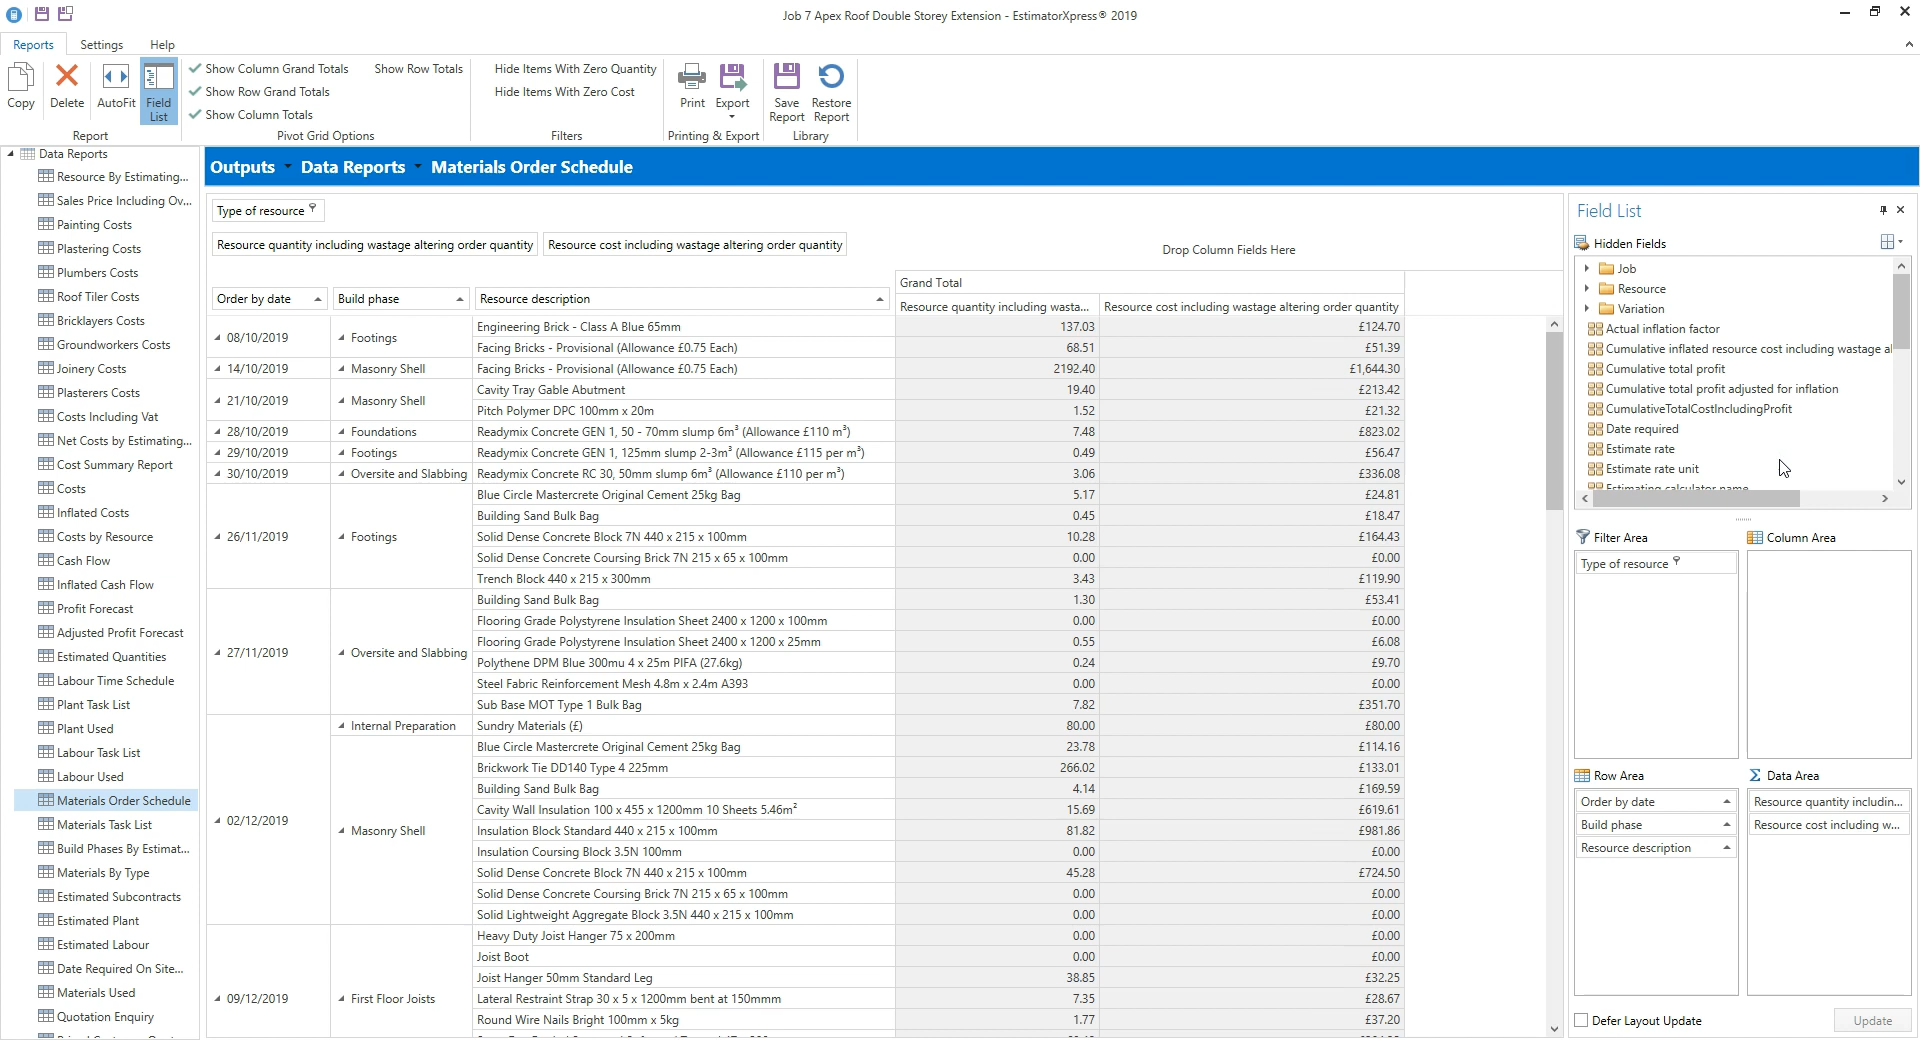 Job 7 Apex Roof Double Storey Extension - EstimatorXpress® 2019
Reports Settings Help
Copy Delete AutoFit Field List
Report
Show Column Grand Totals Show Row Totals
Show Row Grand Totals
Show Column Totals
Pivot Grid Options
Hide Items With Zero Quantity
Hide Items With Zero Cost
Filters
Print Export
Printing & Export
Save Report Restore Report
Library
Data Reports
Resource By Estimating...
Sales Price Including Ov...
Painting Costs
Plastering Costs
Plumbers Costs
Roof Tiler Costs
Bricklayers Costs
Groundworkers Costs
Joinery Costs
Plasterers Costs
Costs Including Vat
Net Costs by Estimating...
Cost Summary Report
Costs
Inflated Costs
Costs by Resource
Cash Flow
Inflated Cash Flow
Profit Forecast
Adjusted Profit Forecast
Estimated Quantities
Labour Time Schedule
Plant Task List
Plant Used
Labour Task List
Labour Used
Materials Order Schedule
Materials Task List
Build Phases By Estimat...
Materials By Type
Estimated Subcontracts
Estimated Plant
Estimated Labour
Date Required On Site...
Materials Used
Quotation Enquiry
Outputs Data Reports Materials Order Schedule
Type of resource
Resource quantity including wastage altering order quantity Resource cost including wastage altering order quantity
Drop Column Fields Here
Grand Total
Order by date Build phase Resource description Resource quantity including wasta... Resource cost including wastage altering order quantity
08/10/2019 Footings Engineering Brick - Class A Blue 65mm 137.03 £124.70
Facing Bricks - Provisional (Allowance £0.75 Each) 68.51 £51.39
14/10/2019 Masonry Shell Facing Bricks - Provisional (Allowance £0.75 Each) 2192.40 £1,644.30
21/10/2019 Masonry Shell Cavity Tray Gable Abutment 19.40 £213.42
Pitch Polymer DPC 100mm x 20m 1.52 £21.32
28/10/2019 Foundations Readymix Concrete GEN 1, 50 - 70mm slump 6m³ (Allowance £110 m³) 7.48 £823.02
29/10/2019 Footings Readymix Concrete GEN 1, 125mm slump 2-3m³ (Allowance £115 per m³) 0.49 £56.47
30/10/2019 Oversite and Slabbing Readymix Concrete RC 30, 50mm slump 6m³ (Allowance £110 per m³) 3.06 £336.08
26/11/2019 Footings Blue Circle Mastercrete Original Cement 25kg Bag 5.17 £24.81
Building Sand Bulk Bag 0.45 £18.47
Solid Dense Concrete Block 7N 440 x 215 x 100mm 10.28 £164.43
Solid Dense Concrete Coursing Brick 7N 215 x 65 x 100mm 0.00 £0.00
Trench Block 440 x 215 x 300mm 3.43 £119.90
27/11/2019 Oversite and Slabbing Building Sand Bulk Bag 1.30 £53.41
Flooring Grade Polystyrene Insulation Sheet 2400 x 1200 x 100mm 0.00 £0.00
Flooring Grade Polystyrene Insulation Sheet 2400 x 1200 x 25mm 0.55 £6.08
Polythene DPM Blue 300mu 4 x 25m PIFA (27.6kg) 0.24 £9.70
Steel Fabric Reinforcement Mesh 4.8m x 2.4m A393 0.00 £0.00
Sub Base MOT Type 1 Bulk Bag 7.82 £351.70
02/12/2019 Internal Preparation Sundry Materials (£) 80.00 £80.00
Masonry Shell Blue Circle Mastercrete Original Cement 25kg Bag 23.78 £114.16
Brickwork Tie DD140 Type 4 225mm 266.02 £133.01
Building Sand Bulk Bag 4.14 £169.59
Cavity Wall Insulation 100 x 455 x 1200mm 10 Sheets 5.46m² 15.69 £619.61
Insulation Block Standard 440 x 215 x 100mm 81.82 £981.86
Insulation Coursing Block 3.5N 100mm 0.00 £0.00
Solid Dense Concrete Block 7N 440 x 215 x 100mm 45.28 £724.50
Solid Dense Concrete Coursing Brick 7N 215 x 65 x 100mm 0.00 £0.00
Solid Lightweight Aggregate Block 3.5N 440 x 215 x 100mm 0.00 £0.00
09/12/2019 First Floor Joists Heavy Duty Joist Hanger 75 x 200mm 0.00 £0.00
Joist Boot 0.00 £0.00
Joist Hanger 50mm Standard Leg 38.85 £32.25
Lateral Restraint Strap 30 x 5 x 1200mm bent at 150mmm 7.35 £28.67
Round Wire Nails Bright 100mm x 5kg 1.77 £37.20
Field List
Hidden Fields
Job
Resource
Variation
Actual inflation factor
Cumulative inflated resource cost including wastage al
Cumulative total profit
Cumulative total profit adjusted for inflation
CumulativeTotalCostIncludingProfit
Date required
Estimate rate
Estimate rate unit
Estimating calculator name
Filter Area Column Area
Type of resource
Row Area Data Area
Order by date Resource quantity includin...
Build phase Resource cost including w...
Resource description
Defer Layout Update Update